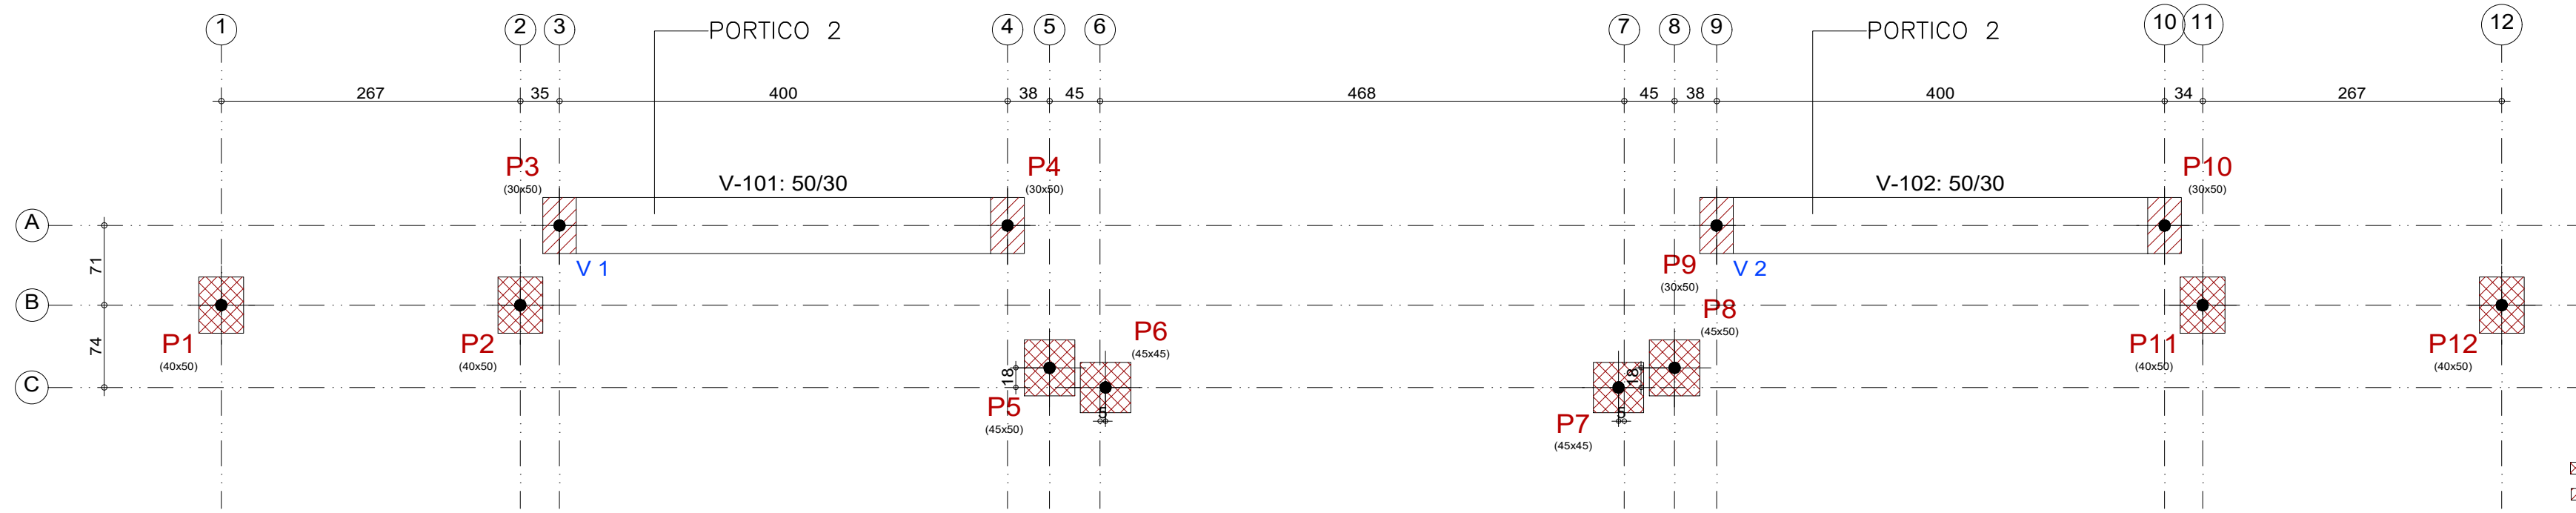 1 2 3 4 5 6 7 8 9 10 11 12
PORTICO 2 PORTICO 2
267 35 400 38 45 468 45 38 400 34 267
P3 P4 P10
(30x50) (30x50) (30x50)
V-101: 50/30 V-102: 50/30
A
71
V 1 P9 V 2
(30x50)
B
P8
(45x50)
P6
(45x45)
P1 P2 P11 P12
(40x50) (40x50) (40x50) (40x50)
74
18 18
C
P5
(45x50)
5 5
P7
(45x45)